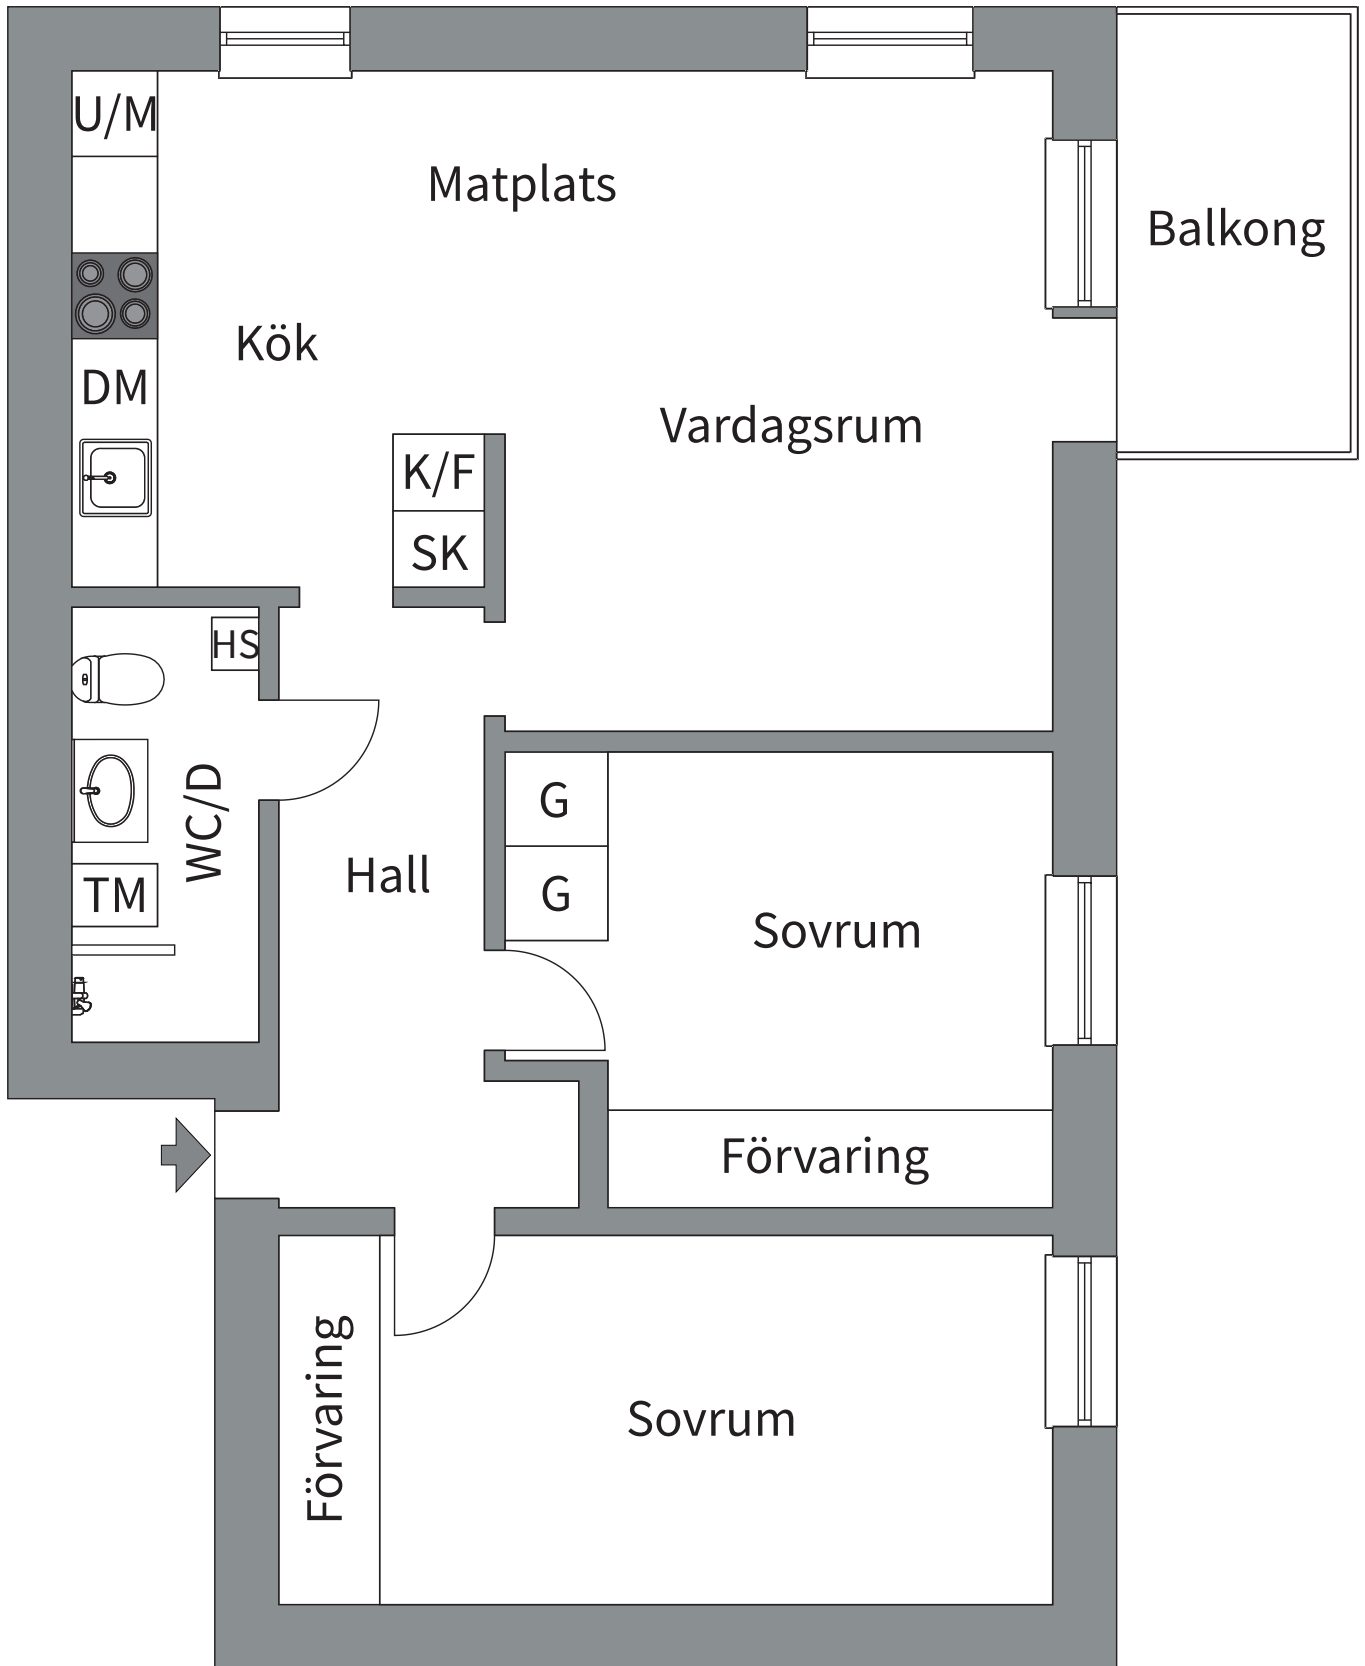 U/M
Matplats
Balkong
Kök
DM
Vardagsrum
K/F
SK
HS
WC/D
G
Hall
TM
G
Sovrum
Förvaring
Förvaring
Sovrum